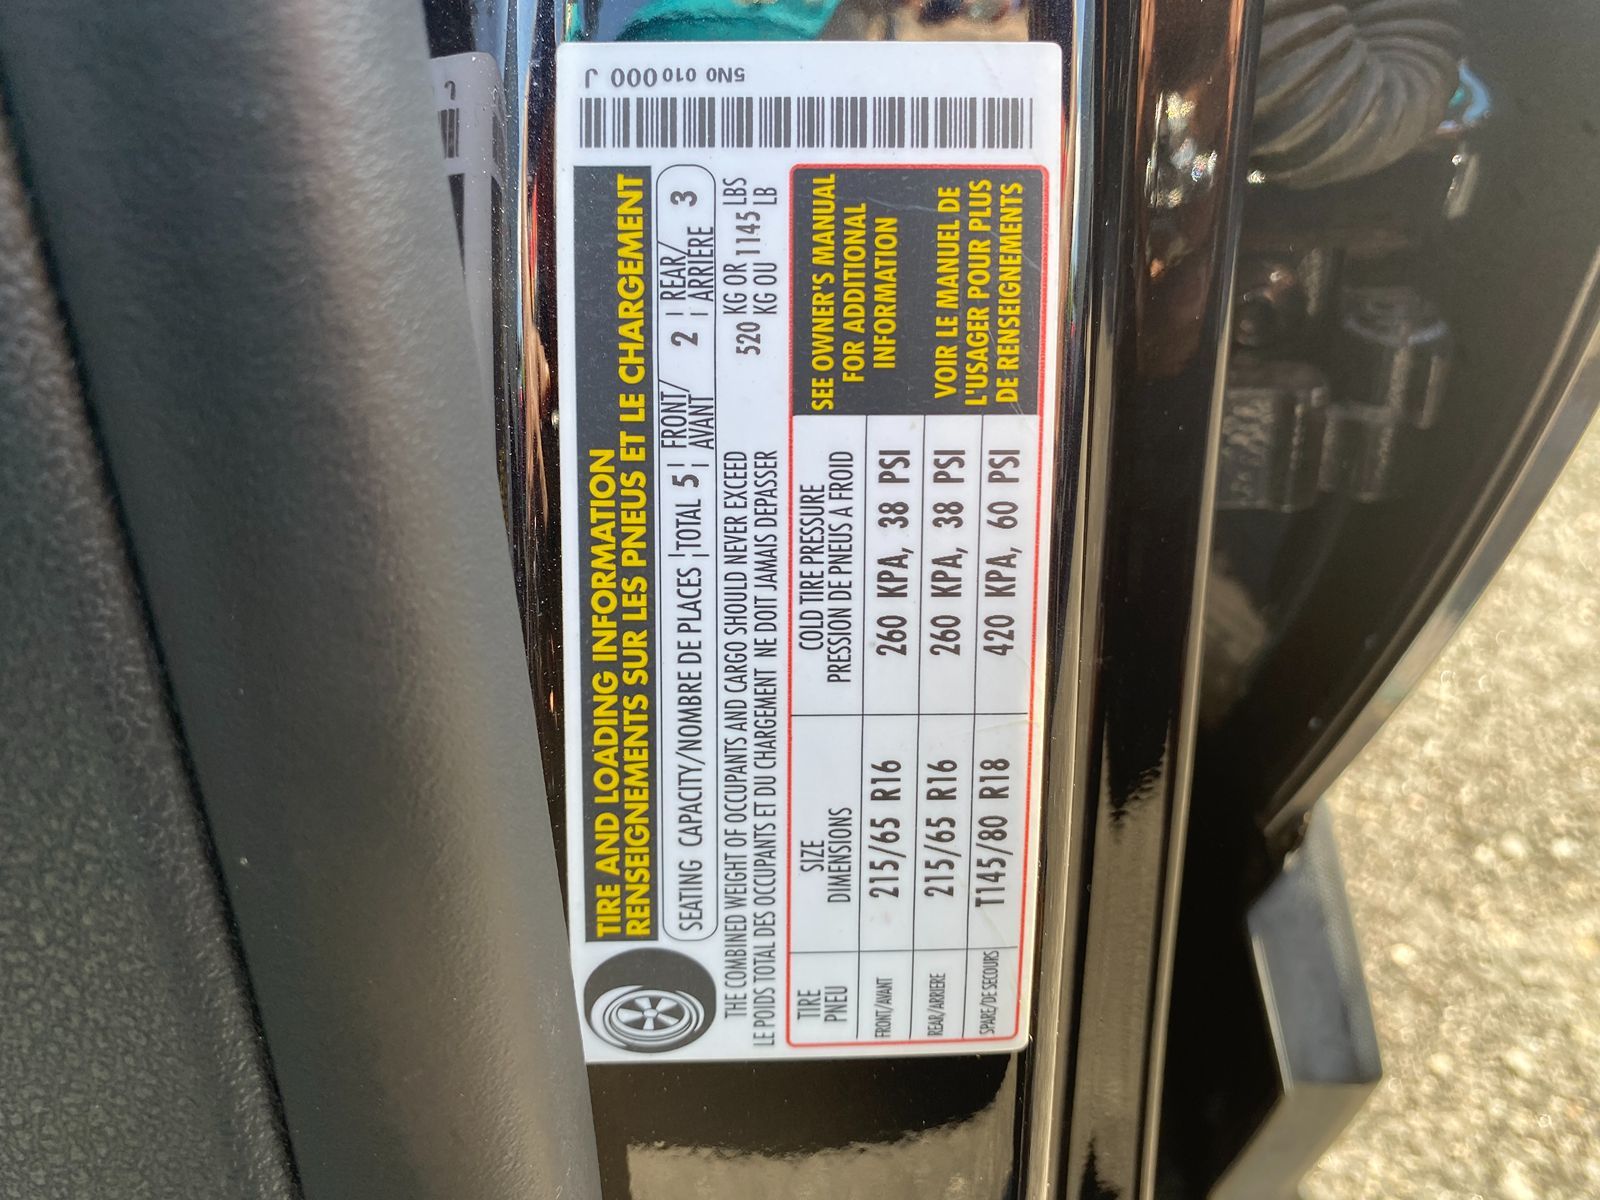 5N0 010 000 J
TIRE AND LOADING INFORMATION
RENSEIGNEMENTS SUR LES PNEUS ET LE CHARGEMENT
SEATING CAPACITY/NOMBRE DE PLACES TOTAL 5 FRONT/AVANT 2 REAR/ARRIÈRE 3
THE COMBINED WEIGHT OF OCCUPANTS AND CARGO SHOULD NEVER EXCEED 520 KG OR 1145 LBS
LE POIDS TOTAL DES OCCUPANTS ET DU CHARGEMENT NE DOIT JAMAIS DEPASSER KG OU LB
TIRE SIZE COLD TIRE PRESSURE
PNEU DIMENSIONS PRESSION DE PNEUS A FROID
FRONT/AVANT 215/65 R16 260 KPA, 38 PSI
REAR/ARRIERE 215/65 R16 260 KPA, 38 PSI
SPARE/DE SECOURS T145/80 R18 420 KPA, 60 PSI
SEE OWNER'S MANUAL
FOR ADDITIONAL
INFORMATION
VOIR LE MANUEL DE
L'USAGER POUR PLUS
DE RENSEIGNEMENTS